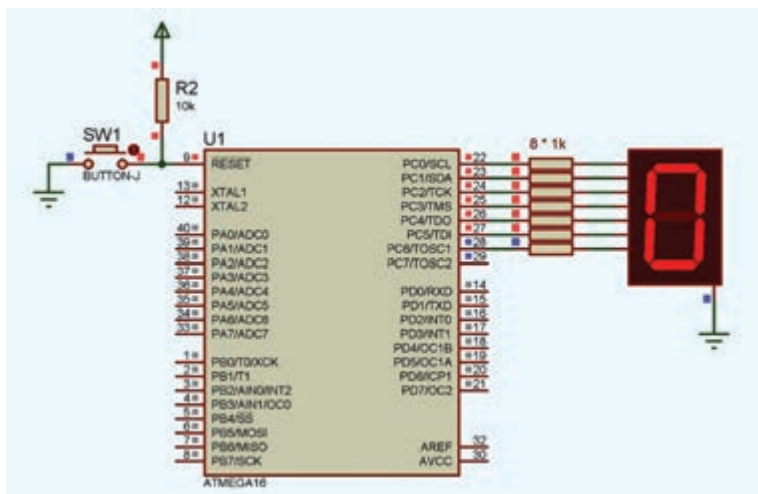 R2
10k
SW1
BUTTON-J
U1
8 * 1k
9 RESET
13 XTAL1
12 XTAL2
40 PA0/ADC0
39 PA1/ADC1
38 PA2/ADC2
37 PA3/ADC3
36 PA4/ADC4
35 PA5/ADC5
34 PA6/ADC6
33 PA7/ADC7
1 PB0/T0/XCK
2 PB1/T1
3 PB2/AIN0/INT2
4 PB3/AIN1/OC0
5 PB4/SS
6 PB5/MOSI
7 PB6/MISO
8 PB7/SCK
PC0/SCL 22
PC1/SDA 23
PC2/TCK 24
PC3/TMS 25
PC4/TDO 26
PC5/TDI 27
PC6/TOSC1 28
PC7/TOSC2 29
PD0/RXD 14
PD1/TXD 15
PD2/INT0 16
PD3/INT1 17
PD4/OC1B 18
PD5/OC1A 19
PD6/ICP1 20
PD7/OC2 21
AREF 32
AVCC 30
ATMEGA16
0